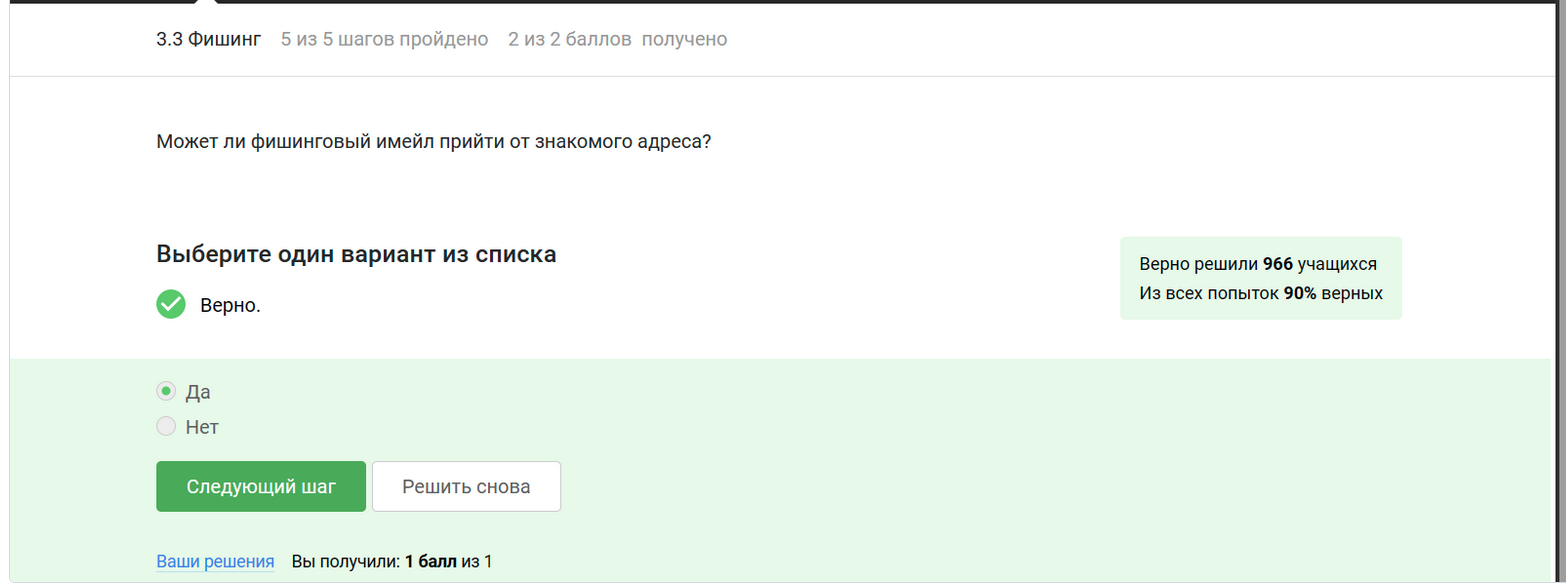 3.3 Фишинг 5 из 5 шагов пройдено 2 из 2 баллов получено
Может ли фишинговый имейл прийти от знакомого адреса?
Выберите один вариант из списка
Верно.
Верно решили 966 учащихся
Из всех попыток 90% верных
Да
Нет
Следующий шаг Решить снова
Ваши решения Вы получили: 1 балл из 1